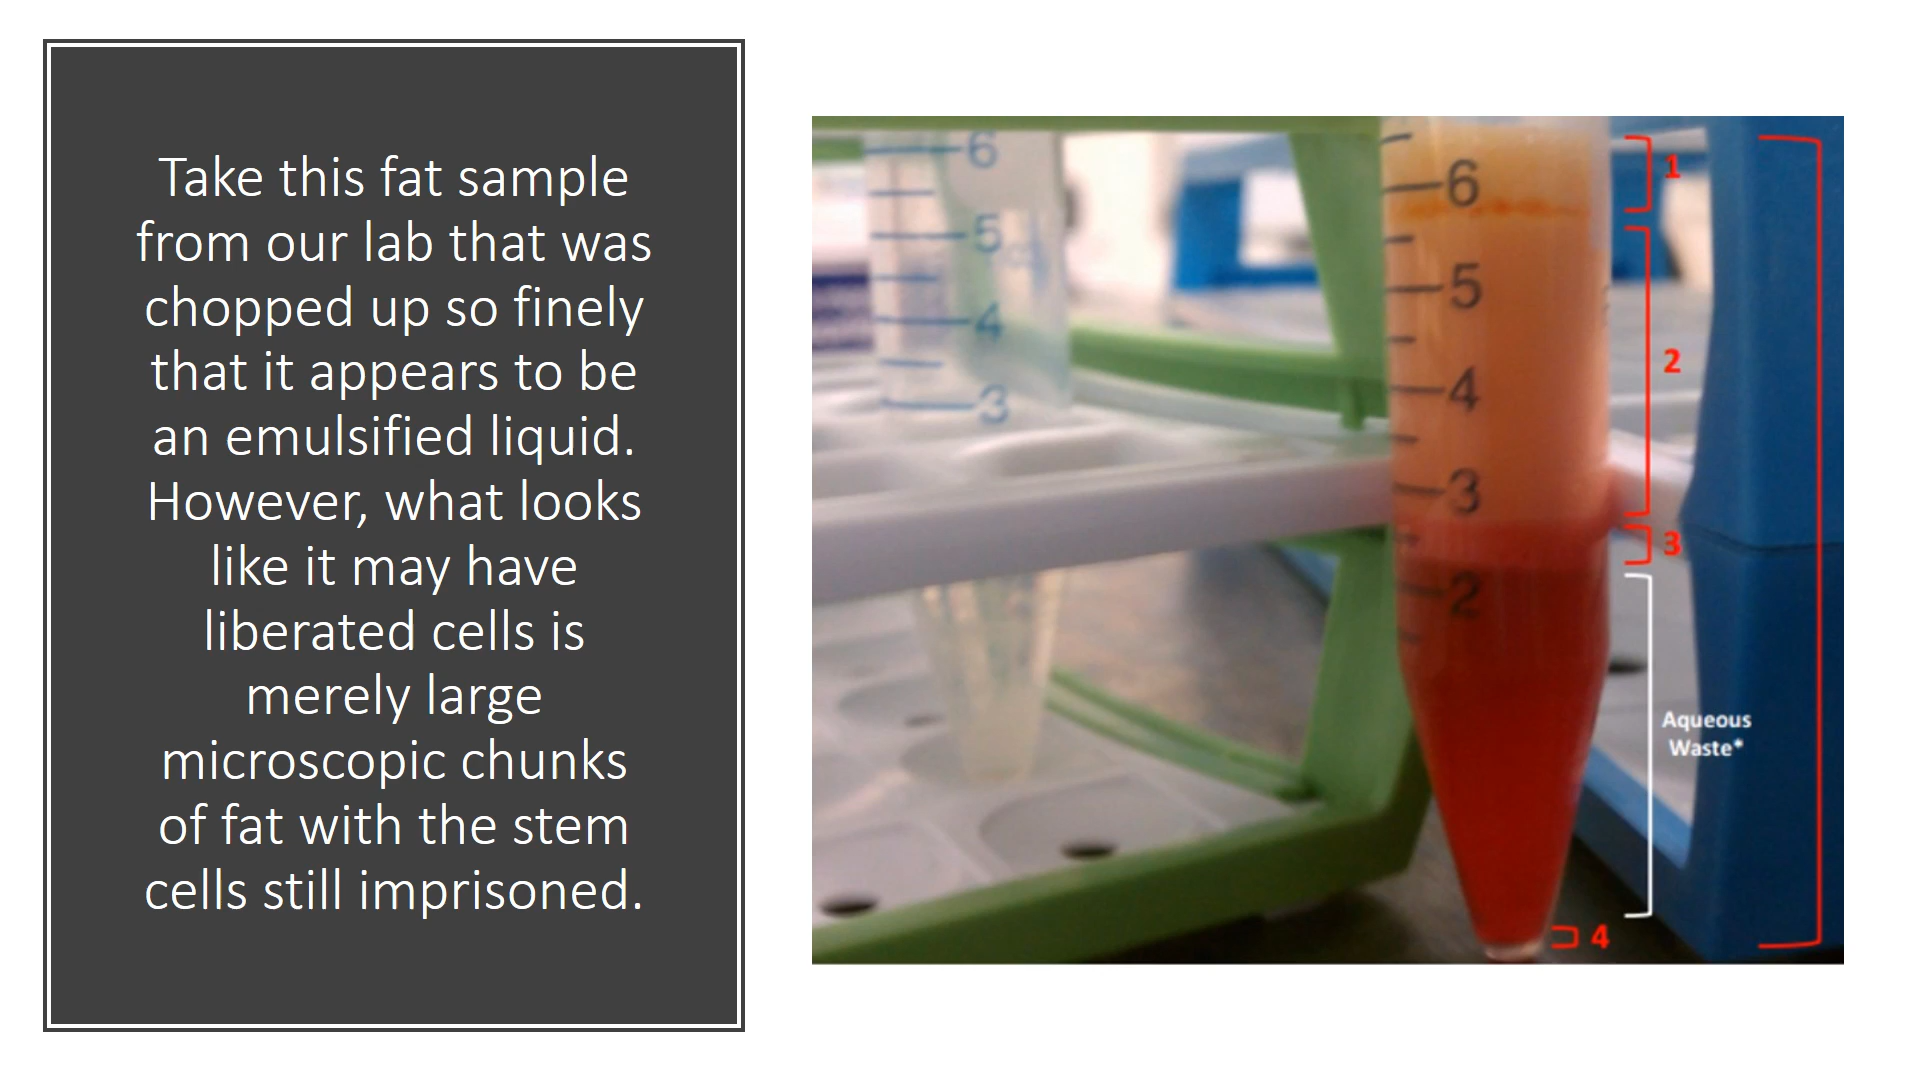 Take this fat sample
from our lab that was
chopped up so finely
that it appears to be
an emulsified liquid.
However, what looks
like it may have
liberated cells is
merely large
microscopic chunks
of fat with the stem
cells still imprisoned.
6
5
4
3
6
5
4
3
2
1
2
3
Aqueous
Waste*
4